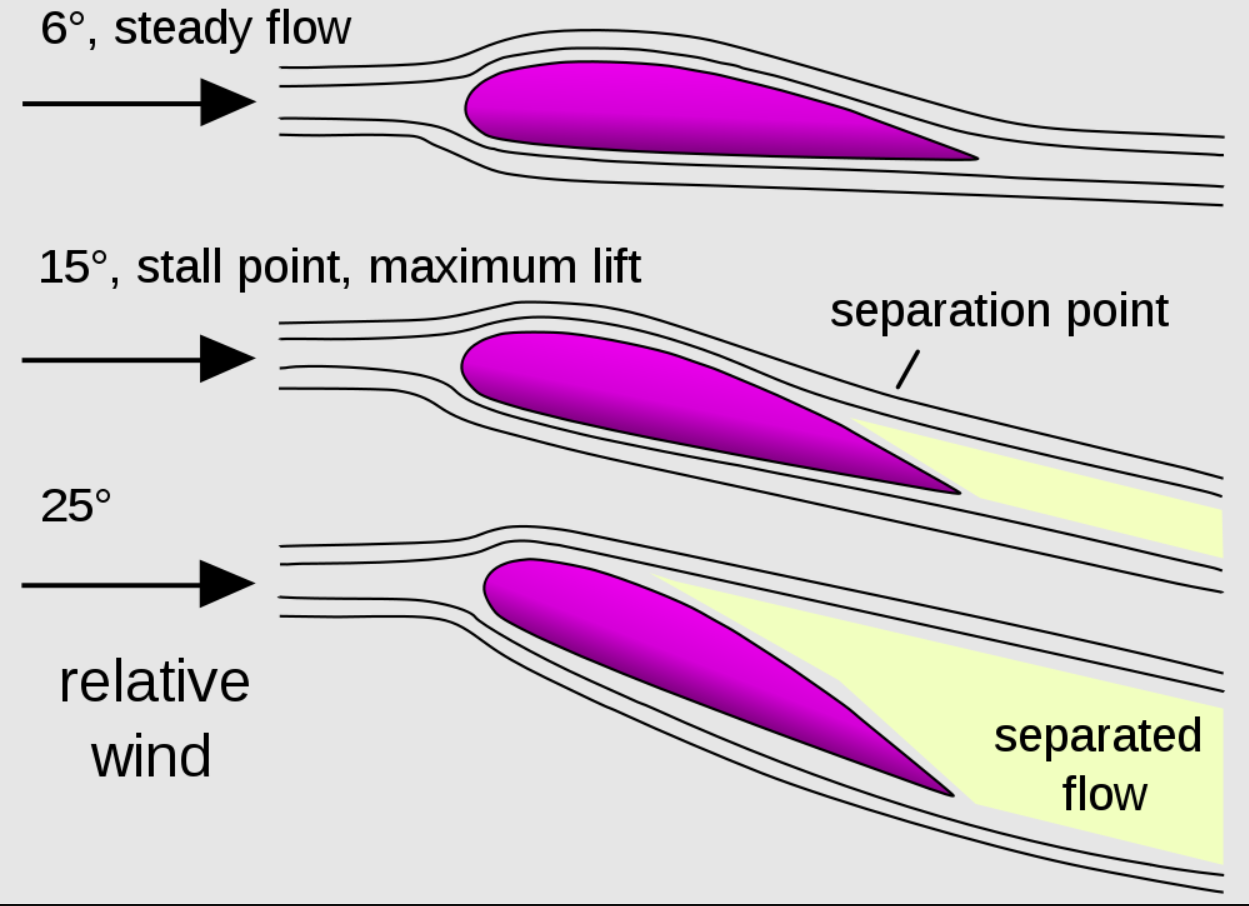 6°, steady flow
15°, stall point, maximum lift
separation point
25°
relative
wind
separated
flow